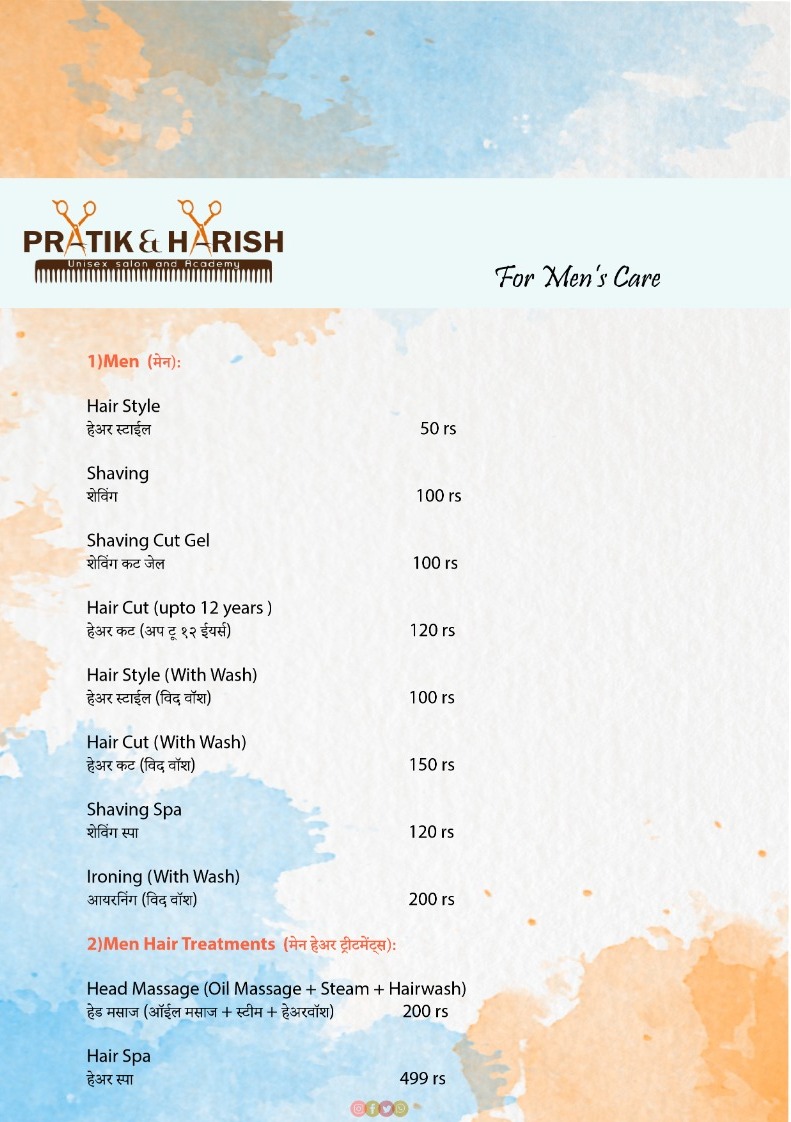 PRATIK & HARISH
Unisex salon and Academy
For Men's Care
1)Men (मेन):
Hair Style
हेअर स्टाईल 50 rs
Shaving
शेविंग 100 rs
Shaving Cut Gel
शेविंग कट जेल 100 rs
Hair Cut (upto 12 years )
हेअर कट (अप टू १२ ईयर्स) 120 rs
Hair Style (With Wash)
हेअर स्टाईल (विद वॉश) 100 rs
Hair Cut (With Wash)
हेअर कट (विद वॉश) 150 rs
Shaving Spa
शेविंग स्पा 120 rs
Ironing (With Wash)
आयरनिंग (विद वॉश) 200 rs
2)Men Hair Treatments (मेन हेअर ट्रीटमेंट्स):
Head Massage (Oil Massage + Steam + Hairwash)
हेड मसाज (ऑईल मसाज + स्टीम + हेअरवॉश) 200 rs
Hair Spa
हेअर स्पा 499 rs